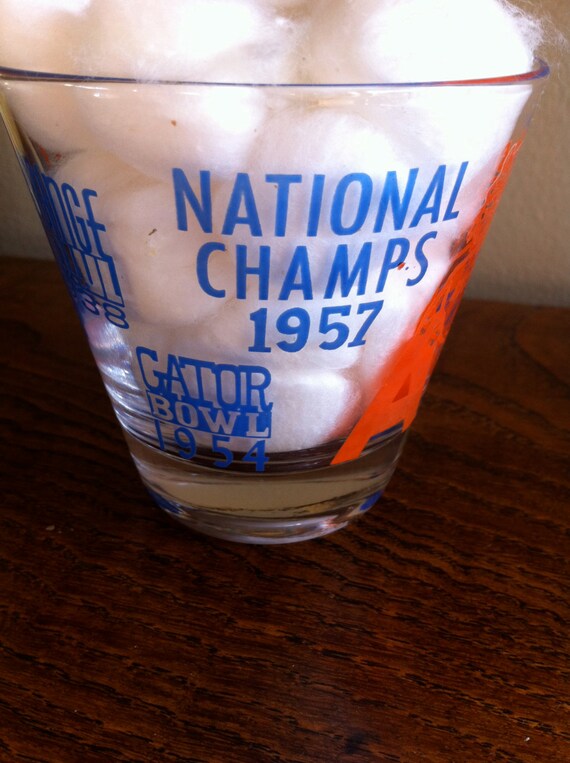 NATIONAL
CHAMPS
1957
GATOR
BOWL
1954
A